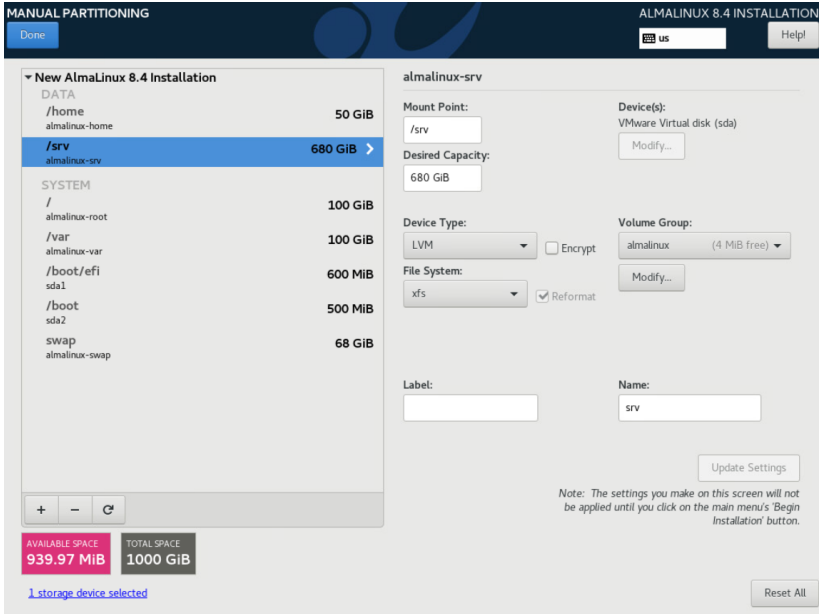 MANUAL PARTITIONING
ALMALINUX 8.4 INSTALLATION
Done
us
Help!
New AlmaLinux 8.4 Installation
DATA
/home
50 GiB
almalinux-home
/srv
680 GiB
almalinux-srv
SYSTEM
/
100 GiB
almalinux-root
/var
100 GiB
almalinux-var
/boot/efi
600 MiB
sda1
/boot
500 MiB
sda2
swap
68 GiB
almalinux-swap
+ −
AVAILABLE SPACE
939.97 MiB
TOTAL SPACE
1000 GiB
1 storage device selected
almalinux-srv
Mount Point:
/srv
Desired Capacity:
680 GiB
Device(s):
VMware Virtual disk (sda)
Modify...
Device Type:
LVM
Encrypt
Volume Group:
almalinux (4 MiB free)
File System:
xfs
Reformat
Modify...
Label:
Name:
srv
Update Settings
Note: The settings you make on this screen will not
be applied until you click on the main menu's 'Begin
Installation' button.
Reset All